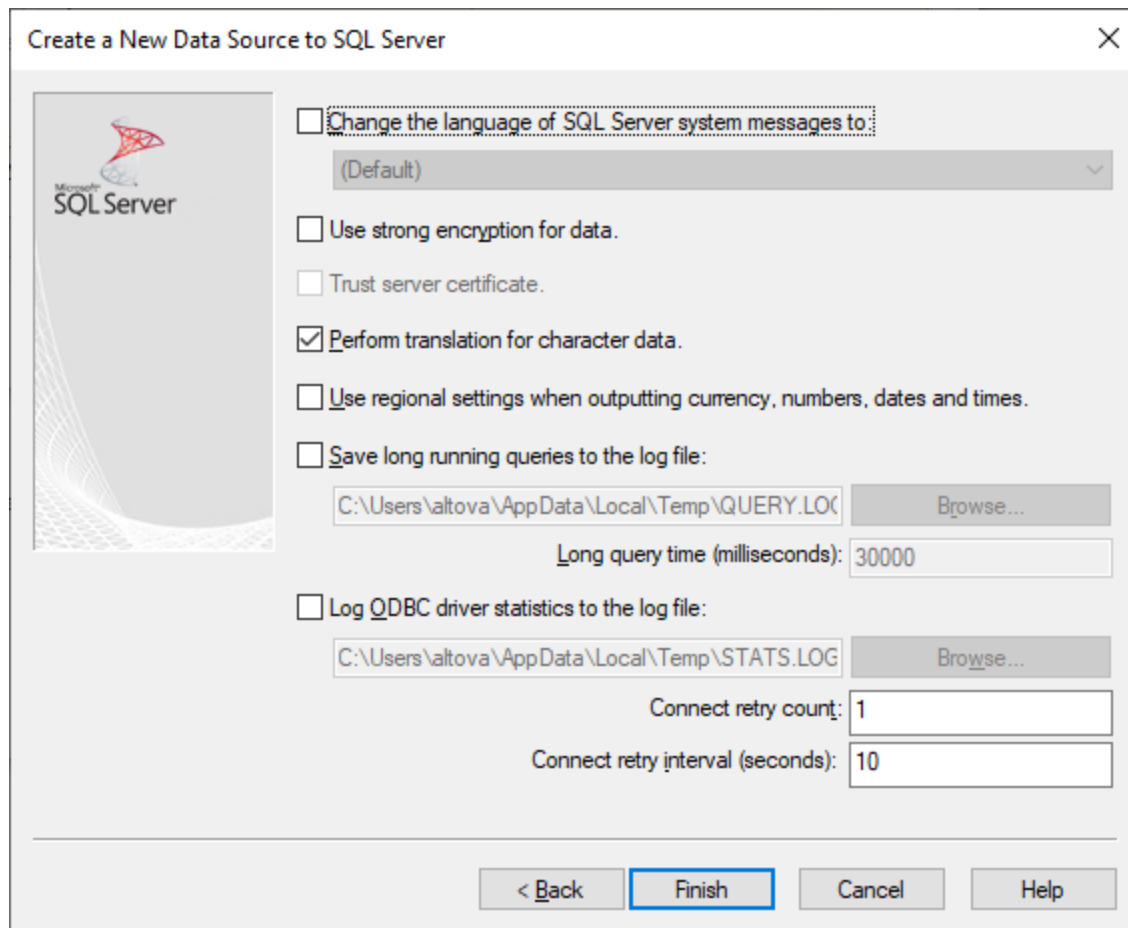 Create a New Data Source to SQL Server
Microsoft®
SQL Server
Change the language of SQL Server system messages to:
(Default)
Use strong encryption for data.
Trust server certificate.
Perform translation for character data.
Use regional settings when outputting currency, numbers, dates and times.
Save long running queries to the log file:
C:\Users\altova\AppData\Local\Temp\QUERY.LOG Browse...
Long query time (milliseconds): 30000
Log ODBC driver statistics to the log file:
C:\Users\altova\AppData\Local\Temp\STATS.LOG Browse...
Connect retry count: 1
Connect retry interval (seconds): 10
< Back Finish Cancel Help